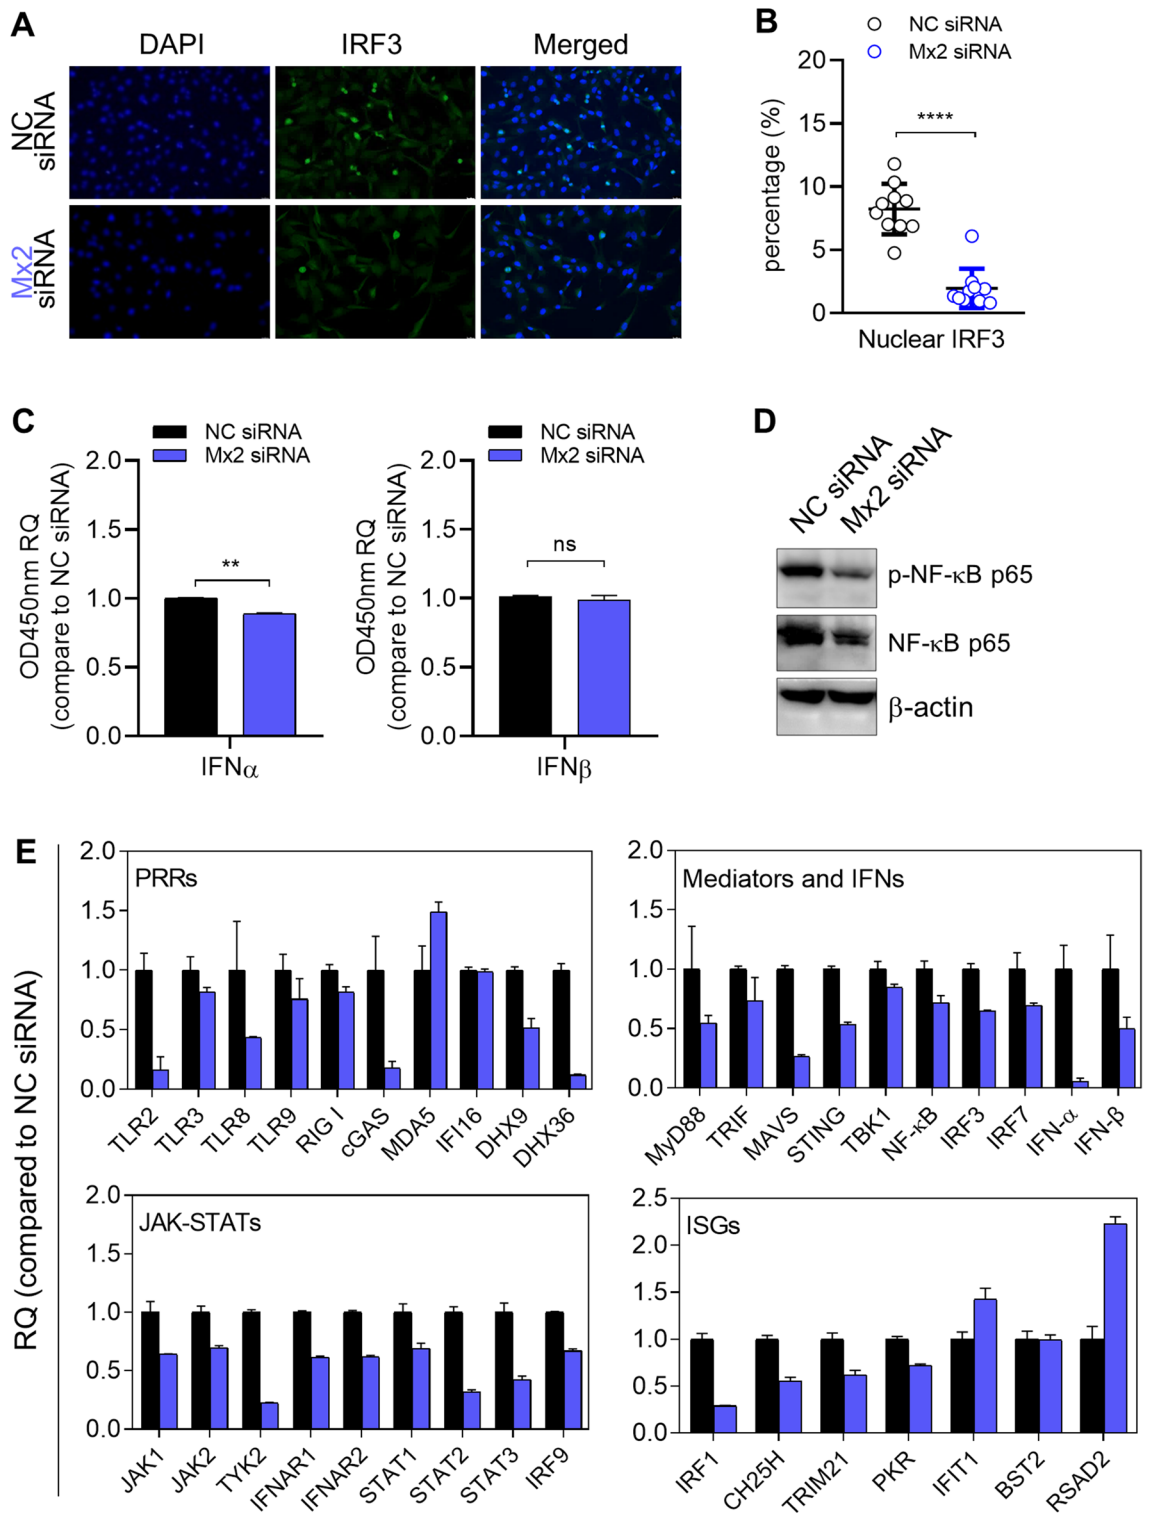 A
DAPI
IRF3
Merged
NC
siRNA
Mx2
siRNA
B
NC siRNA
Mx2 siRNA
percentage (%)
20
15
10
5
0
****
Nuclear IRF3
C
NC siRNA
Mx2 siRNA
OD450nm RQ
(compare to NC siRNA)
2.0
1.5
1.0
0.5
0.0
**
IFNα
NC siRNA
Mx2 siRNA
OD450nm RQ
(compare to NC siRNA)
2.0
1.5
1.0
0.5
0.0
ns
IFNβ
D
NC siRNA
Mx2 siRNA
p-NF-κB p65
NF-κB p65
β-actin
E
RQ (compared to NC siRNA)
PRRs
2.0
1.5
1.0
0.5
0.0
TLR2 TLR3 TLR8 TLR9 RIG I cGAS MDA5 IFI16 DHX9 DHX36
Mediators and IFNs
2.0
1.5
1.0
0.5
0.0
MyD88 TRIF MAVS STING TBK1 NF-κB IRF3 IRF7 IFN-α IFN-β
JAK-STATs
2.0
1.5
1.0
0.5
0.0
JAK1 JAK2 TYK2 IFNAR1 IFNAR2 STAT1 STAT2 STAT3 IRF9
ISGs
2.5
2.0
1.5
1.0
0.5
0.0
IRF1 CH25H TRIM21 PKR IFIT1 BST2 RSAD2